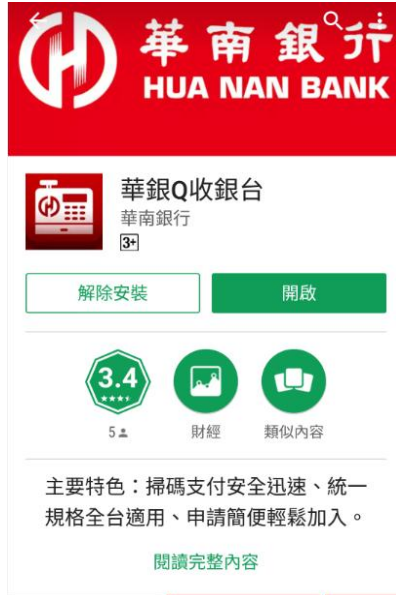 華南銀行
HUA NAN BANK
華銀Q收銀台
華南銀行
3+
解除安裝
開啟
3.4
5
財經
類似內容
主要特色：掃碼支付安全迅速、統一
規格全台適用、申請簡便輕鬆加入。
閱讀完整內容